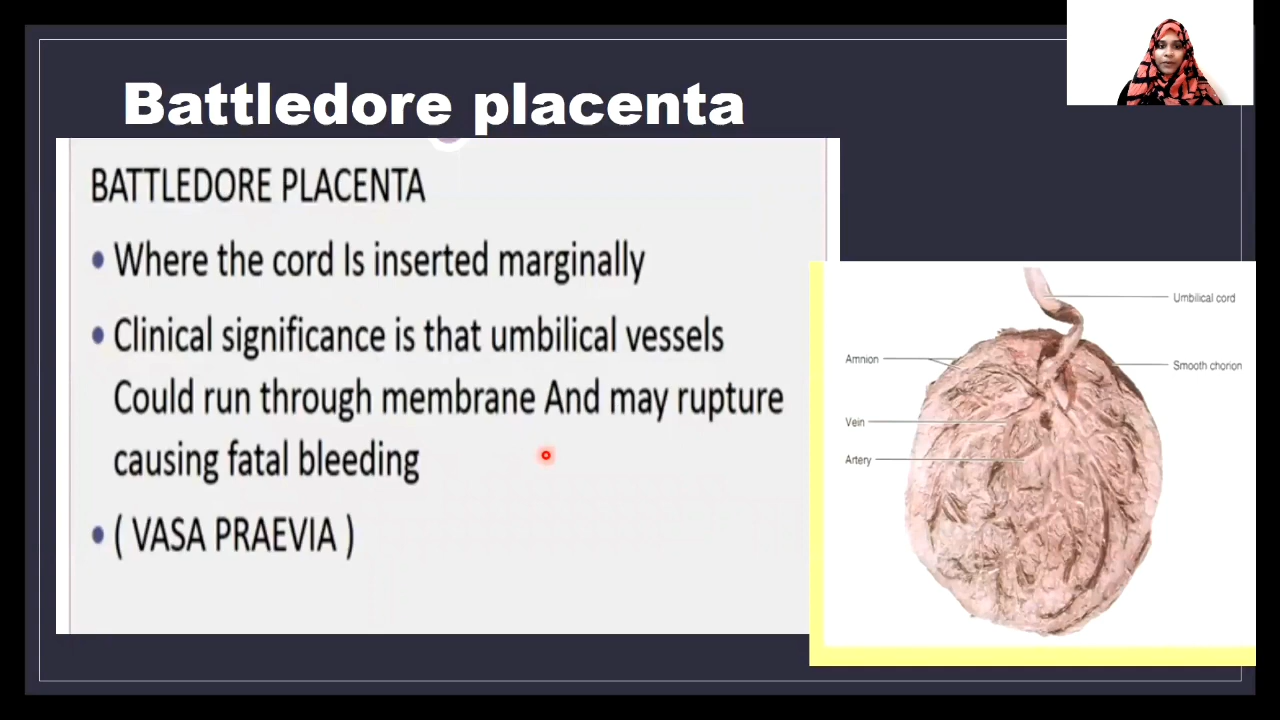 Battledore placenta
BATTLEDORE PLACENTA
• Where the cord Is inserted marginally
• Clinical significance is that umbilical vessels
Could run through membrane And may rupture
causing fatal bleeding
• ( VASA PRAEVIA )
Umbilical cord
Amnion
Smooth chorion
Vein
Artery